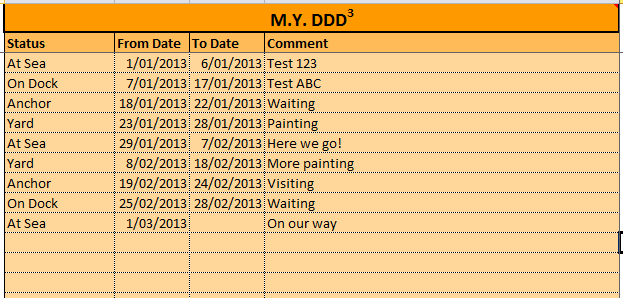 M.Y. DDD³
Status From Date To Date Comment
At Sea 1/01/2013 6/01/2013 Test 123
On Dock 7/01/2013 17/01/2013 Test ABC
Anchor 18/01/2013 22/01/2013 Waiting
Yard 23/01/2013 28/01/2013 Painting
At Sea 29/01/2013 7/02/2013 Here we go!
Yard 8/02/2013 18/02/2013 More painting
Anchor 19/02/2013 24/02/2013 Visiting
On Dock 25/02/2013 28/02/2013 Waiting
At Sea 1/03/2013 On our way